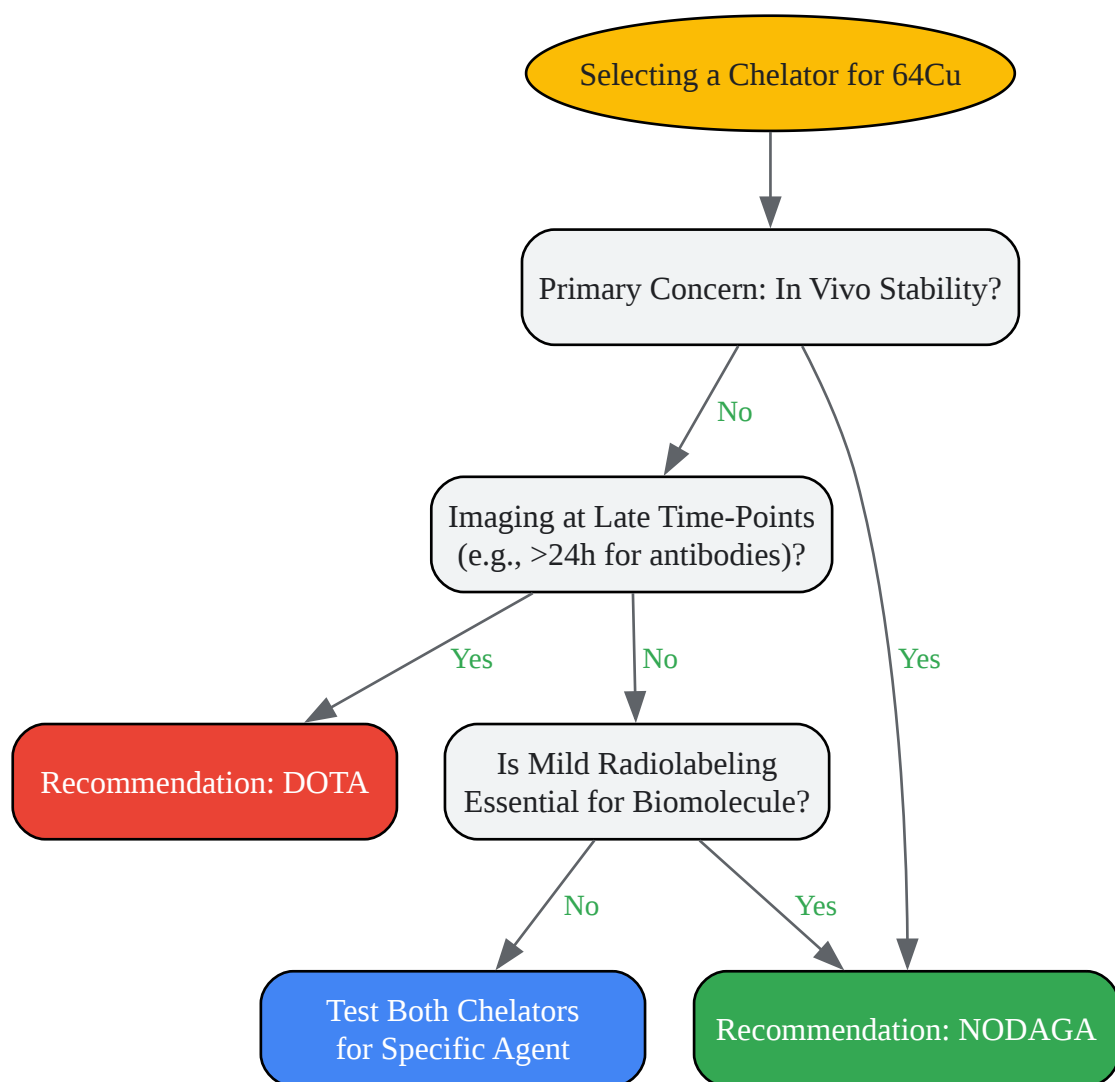 Selecting a Chelator for 64Cu
Primary Concern: In Vivo Stability?
No
Imaging at Late Time-Points
(e.g., >24h for antibodies)?
Yes
No
Yes
Recommendation: DOTA
Is Mild Radiolabeling
Essential for Biomolecule?
No
Yes
Test Both Chelators
for Specific Agent
Recommendation: NODAGA